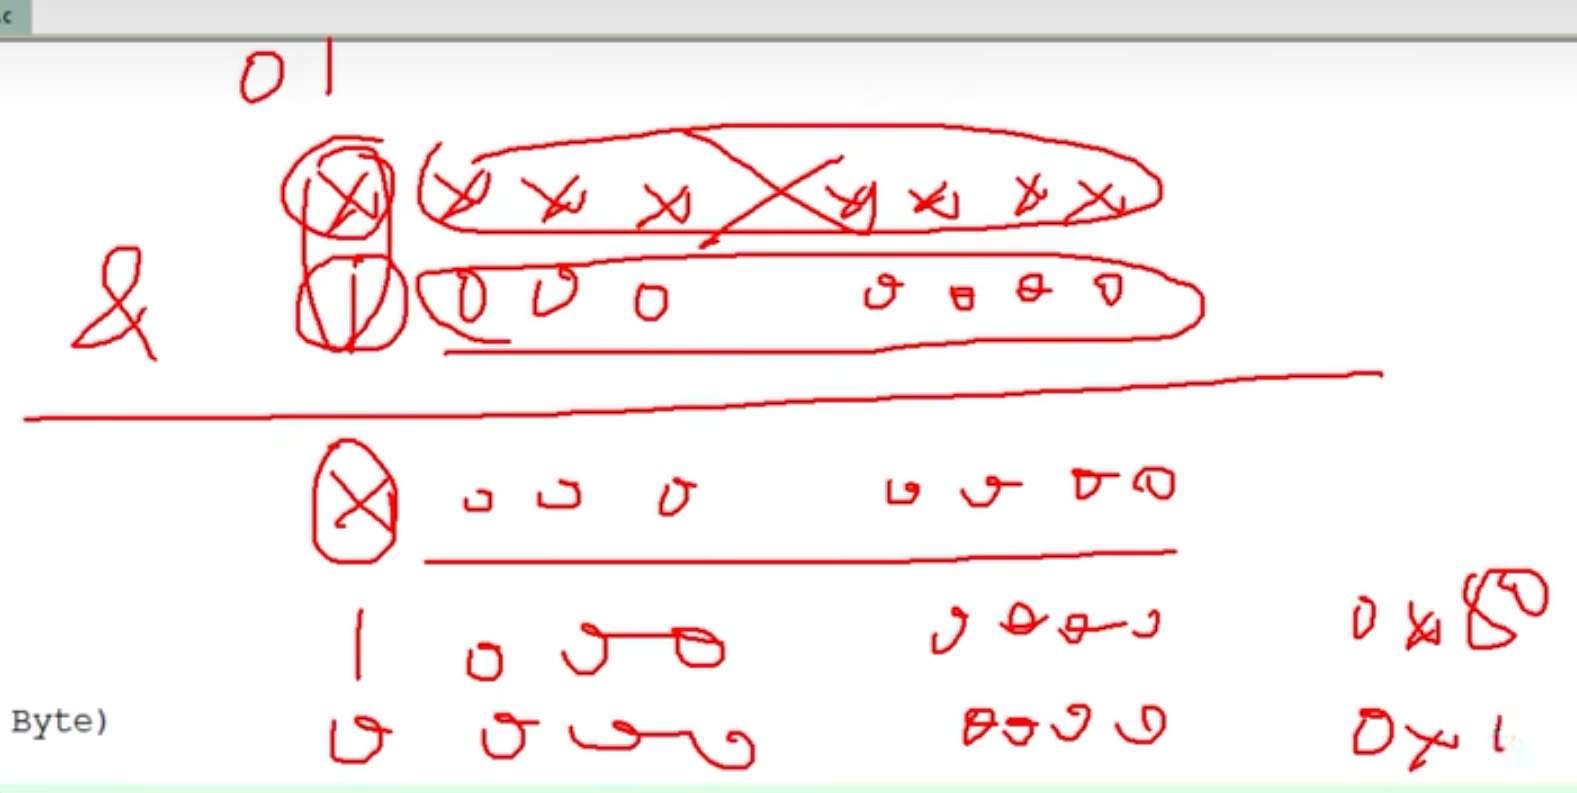 .c
0 1
X X X X X X X X
& 1 0 0 0 0 0 0 0
X 0 0 0 0 0 0 0
1 0 0 0 0 0 0 0 0x80
Byte) 0 0 0 0 0 0 0 0 0x